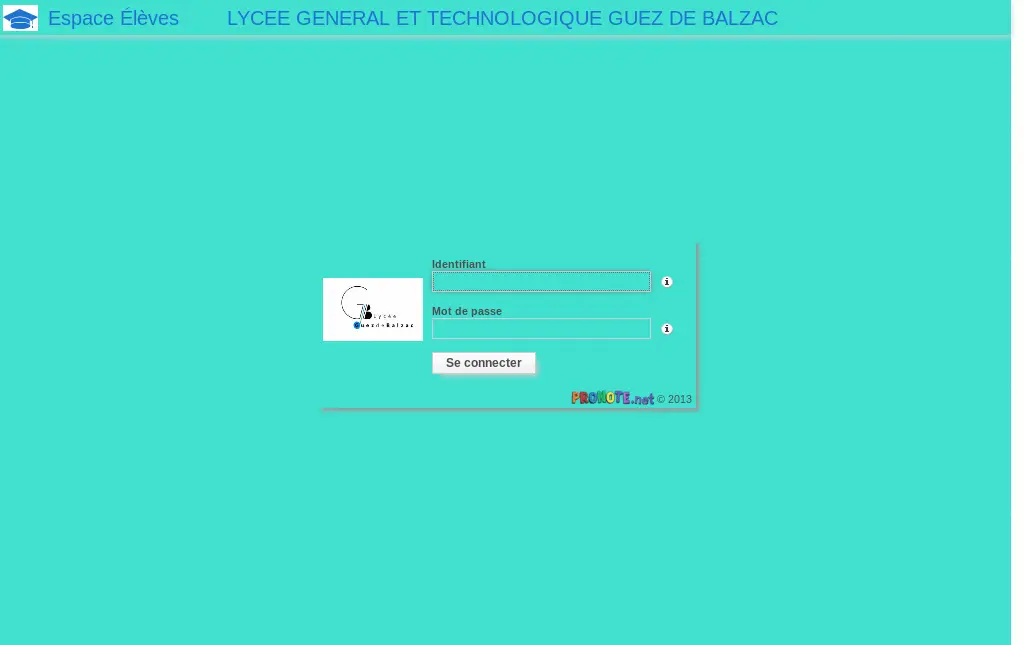 Espace Élèves LYCEE GENERAL ET TECHNOLOGIQUE GUEZ DE BALZAC
Identifiant
Lycée
Guez de Balzac
Mot de passe
Se connecter
PRONOTE.net © 2013